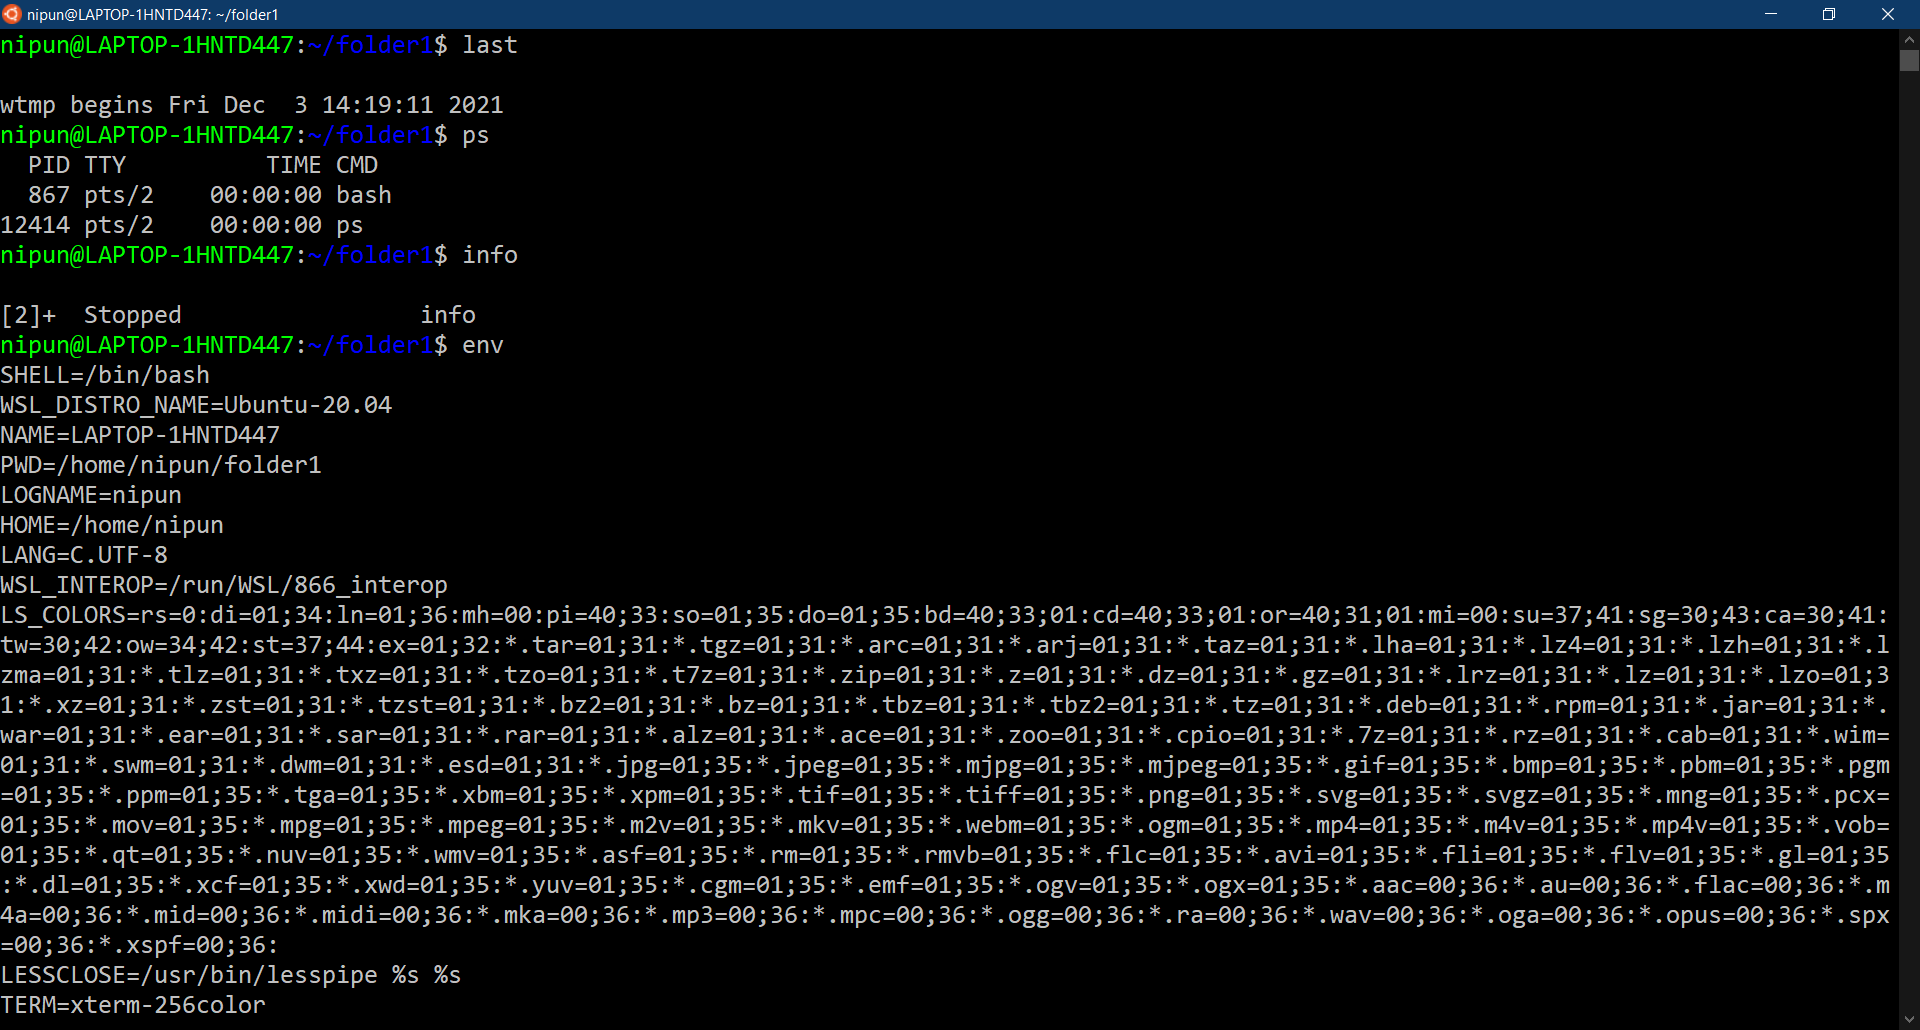 nipun@LAPTOP-1HNTD447: ~/folder1
nipun@LAPTOP-1HNTD447:~/folder1$ last
wtmp begins Fri Dec  3 14:19:11 2021
nipun@LAPTOP-1HNTD447:~/folder1$ ps
  PID TTY          TIME CMD
  867 pts/2    00:00:00 bash
12414 pts/2    00:00:00 ps
nipun@LAPTOP-1HNTD447:~/folder1$ info
[2]+  Stopped                 info
nipun@LAPTOP-1HNTD447:~/folder1$ env
SHELL=/bin/bash
WSL_DISTRO_NAME=Ubuntu-20.04
NAME=LAPTOP-1HNTD447
PWD=/home/nipun/folder1
LOGNAME=nipun
HOME=/home/nipun
LANG=C.UTF-8
WSL_INTEROP=/run/WSL/866_interop
LS_COLORS=rs=0:di=01;34:ln=01;36:mh=00:pi=40;33:so=01;35:do=01;35:bd=40;33;01:cd=40;33;01:or=40;31;01:mi=00:su=37;41:sg=30;43:ca=30;41:
tw=30;42:ow=34;42:st=37;44:ex=01;32:*.tar=01;31:*.tgz=01;31:*.arc=01;31:*.arj=01;31:*.taz=01;31:*.lha=01;31:*.lz4=01;31:*.lzh=01;31:*.l
zma=01;31:*.tlz=01;31:*.txz=01;31:*.tzo=01;31:*.t7z=01;31:*.zip=01;31:*.z=01;31:*.dz=01;31:*.gz=01;31:*.lrz=01;31:*.lz=01;31:*.lzo=01;3
1:*.xz=01;31:*.zst=01;31:*.tzst=01;31:*.bz2=01;31:*.bz=01;31:*.tbz=01;31:*.tbz2=01;31:*.tz=01;31:*.deb=01;31:*.rpm=01;31:*.jar=01;31:*.
war=01;31:*.ear=01;31:*.sar=01;31:*.rar=01;31:*.alz=01;31:*.ace=01;31:*.zoo=01;31:*.cpio=01;31:*.7z=01;31:*.rz=01;31:*.cab=01;31:*.wim=
01;31:*.swm=01;31:*.dwm=01;31:*.esd=01;31:*.jpg=01;35:*.jpeg=01;35:*.mjpg=01;35:*.mjpeg=01;35:*.gif=01;35:*.bmp=01;35:*.pbm=01;35:*.pgm
=01;35:*.ppm=01;35:*.tga=01;35:*.xbm=01;35:*.xpm=01;35:*.tif=01;35:*.tiff=01;35:*.png=01;35:*.svg=01;35:*.svgz=01;35:*.mng=01;35:*.pcx=
01;35:*.mov=01;35:*.mpg=01;35:*.mpeg=01;35:*.m2v=01;35:*.mkv=01;35:*.webm=01;35:*.ogm=01;35:*.mp4=01;35:*.m4v=01;35:*.mp4v=01;35:*.vob=
01;35:*.qt=01;35:*.nuv=01;35:*.wmv=01;35:*.asf=01;35:*.rm=01;35:*.rmvb=01;35:*.flc=01;35:*.avi=01;35:*.fli=01;35:*.flv=01;35:*.gl=01;35
:*.dl=01;35:*.xcf=01;35:*.xwd=01;35:*.yuv=01;35:*.cgm=01;35:*.emf=01;35:*.ogv=01;35:*.ogx=01;35:*.aac=00;36:*.au=00;36:*.flac=00;36:*.m
4a=00;36:*.mid=00;36:*.midi=00;36:*.mka=00;36:*.mp3=00;36:*.mpc=00;36:*.ogg=00;36:*.ra=00;36:*.wav=00;36:*.oga=00;36:*.opus=00;36:*.spx
=00;36:*.xspf=00;36:
LESSCLOSE=/usr/bin/lesspipe %s %s
TERM=xterm-256color